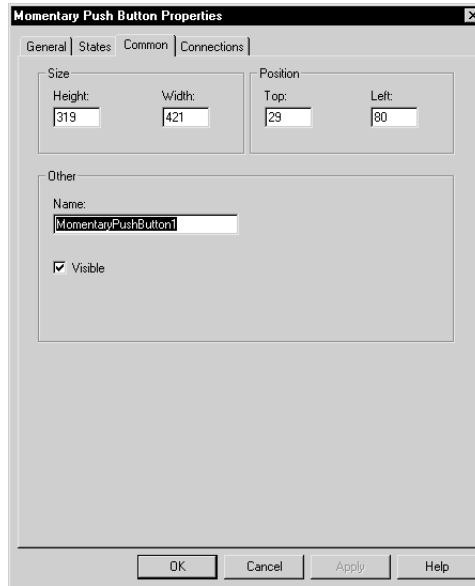 Momentary Push Button Properties
General States Common Connections
Size Position
Height: Width: Top: Left:
319 421 29 80
Other
Name:
MomentaryPushButton1
Visible
OK Cancel Apply Help